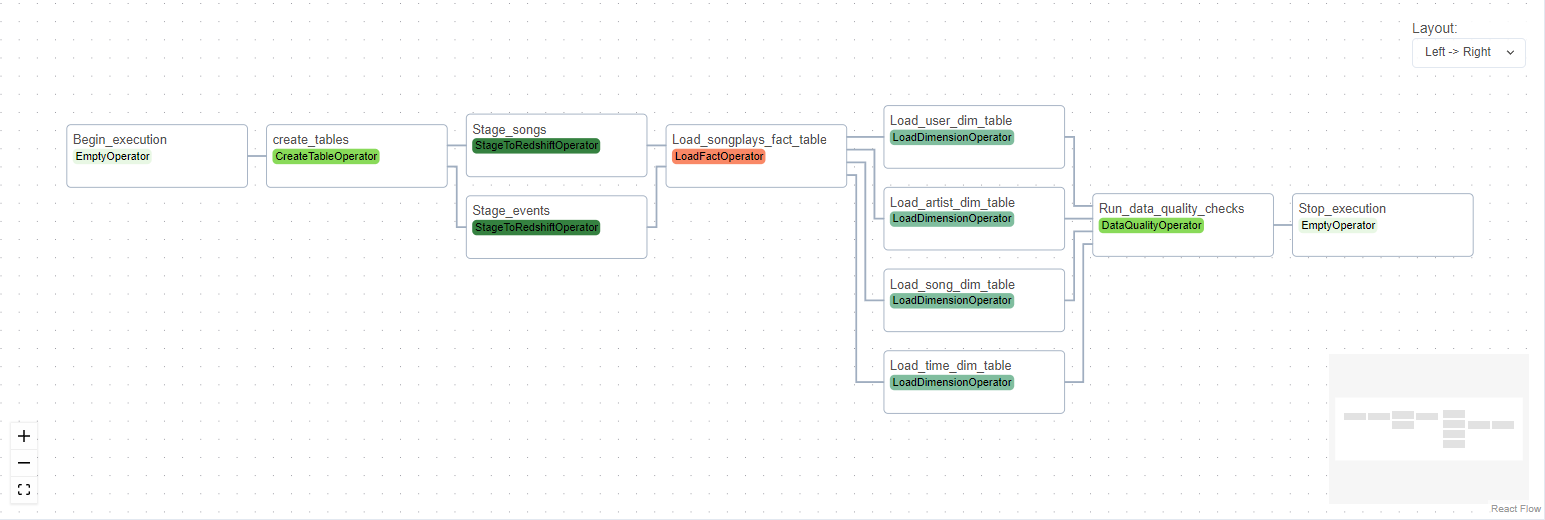 Layout:
Left -> Right
Begin_execution
EmptyOperator
create_tables
CreateTableOperator
Stage_songs
StageToRedshiftOperator
Stage_events
StageToRedshiftOperator
Load_songplays_fact_table
LoadFactOperator
Load_user_dim_table
LoadDimensionOperator
Load_artist_dim_table
LoadDimensionOperator
Load_song_dim_table
LoadDimensionOperator
Load_time_dim_table
LoadDimensionOperator
Run_data_quality_checks
DataQualityOperator
Stop_execution
EmptyOperator
React Flow